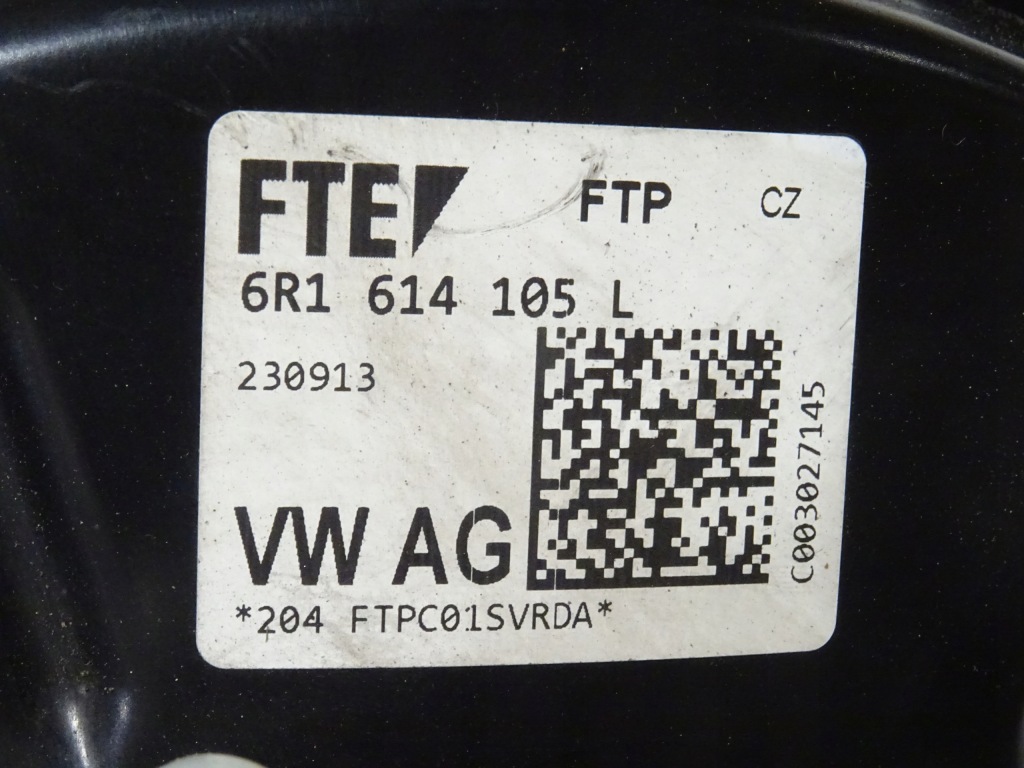 FTE FTP CZ
6R1 614 105 L
230913
C003027145
VW AG
*204 FTPC01SVRDA*